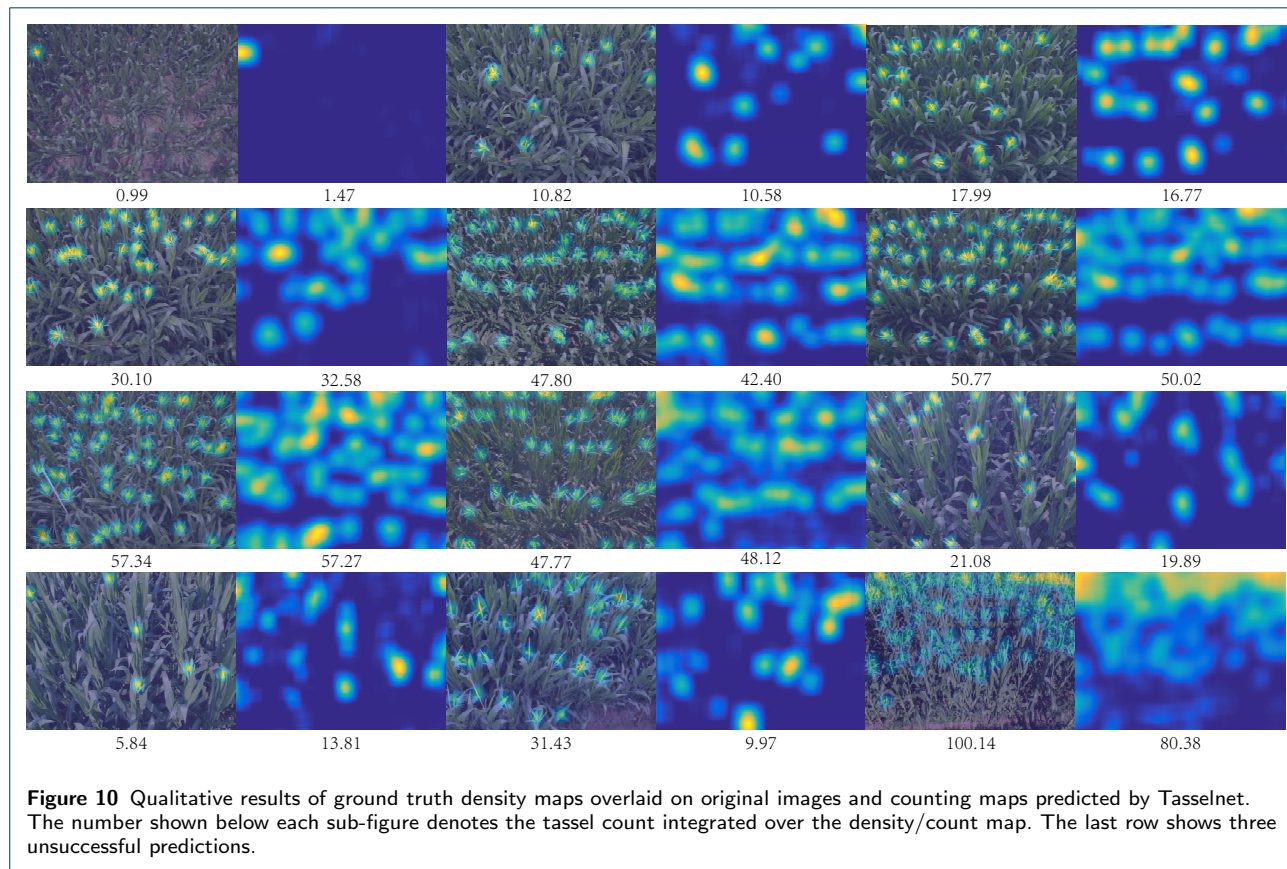 0.99 1.47 10.82 10.58 17.99 16.77
30.10 32.58 47.80 42.40 50.77 50.02
57.34 57.27 47.77 48.12 21.08 19.89
5.84 13.81 31.43 9.97 100.14 80.38
Figure 10 Qualitative results of ground truth density maps overlaid on original images and counting maps predicted by Tasselnet.
The number shown below each sub-figure denotes the tassel count integrated over the density/count map. The last row shows three
unsuccessful predictions.